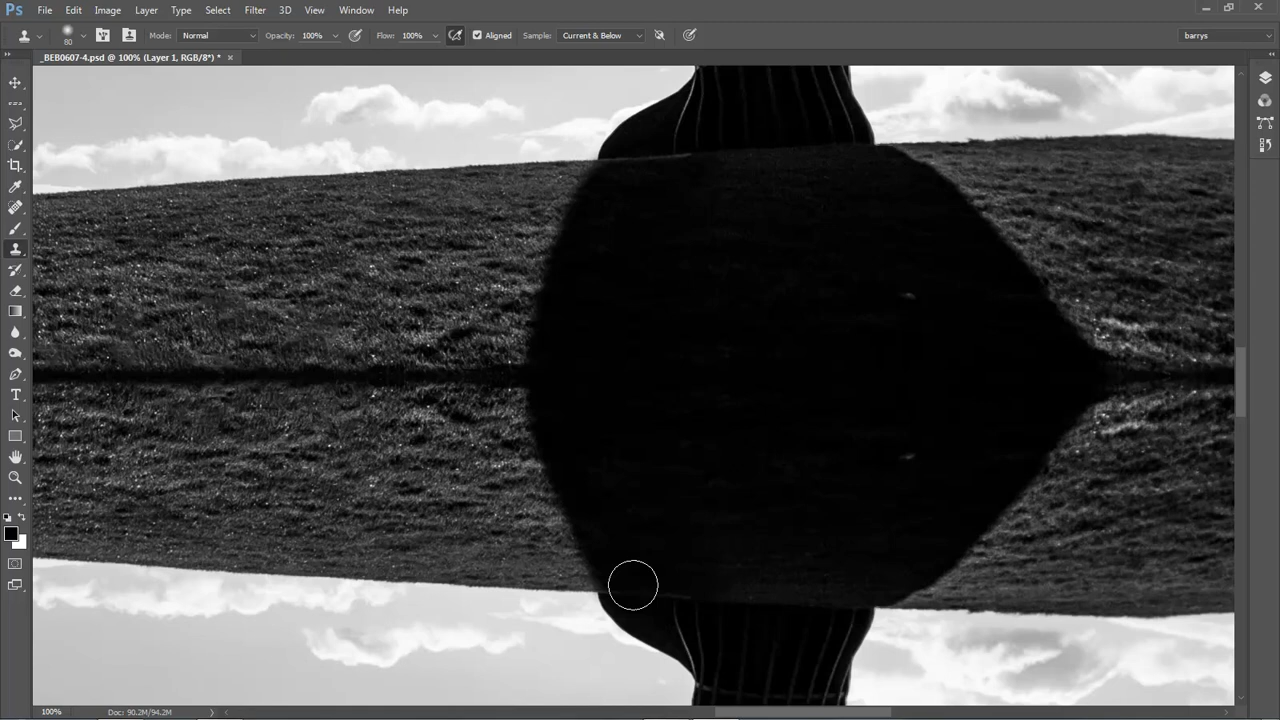 Ps File Edit Image Layer Type Select Filter 3D View Window Help
80 Mode: Normal Opacity: 100% Flow: 100% Aligned Sample: Current & Below barrys
_BEB0607-4.psd @ 100% (Layer 1, RGB/8*) * ×
T
100% Doc: 90.2M/94.2M